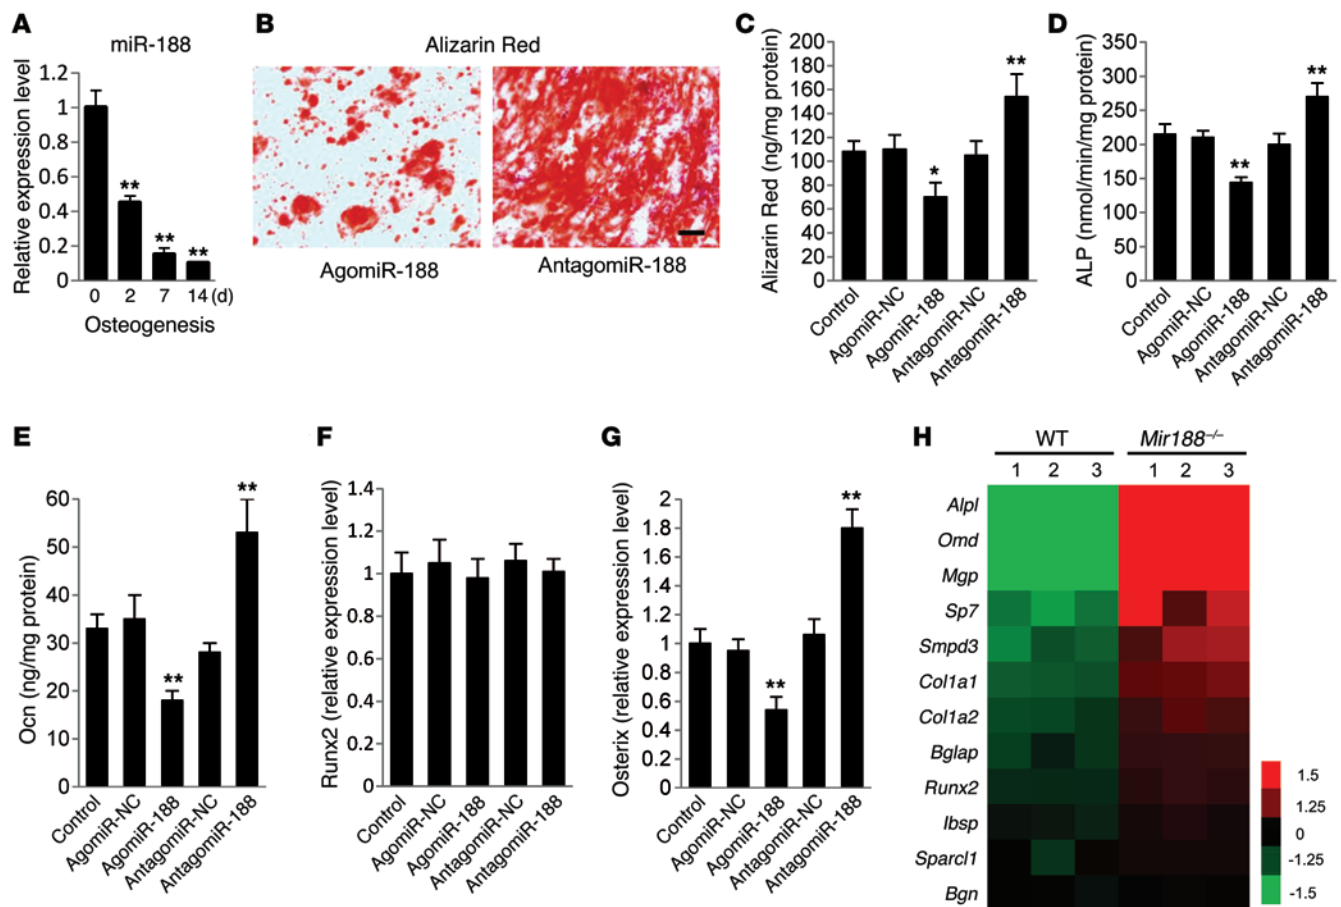 A
miR-188
Relative expression level
1.2
1
0.8
0.6
0.4
0.2
0
**
**
**
0 2 7 14 (d)
Osteogenesis
B
Alizarin Red
AgomiR-188
AntagomiR-188
C
Alizarin Red (ng/mg protein)
200
180
160
140
120
100
80
60
40
20
0
*
**
Control
AgomiR-NC
AgomiR-188
AntagomiR-NC
AntagomiR-188
D
ALP (nmol/min/mg protein)
350
300
250
200
150
100
50
0
**
**
Control
AgomiR-NC
AgomiR-188
AntagomiR-NC
AntagomiR-188
E
Ocn (ng/mg protein)
60
50
40
30
20
10
0
**
**
Control
AgomiR-NC
AgomiR-188
AntagomiR-NC
AntagomiR-188
F
Runx2 (relative expression level)
1.4
1.2
1
0.8
0.6
0.4
0.2
0
Control
AgomiR-NC
AgomiR-188
AntagomiR-NC
AntagomiR-188
G
Osterix (relative expression level)
2
1.8
1.6
1.4
1.2
1
0.8
0.6
0.4
0.2
0
**
**
Control
AgomiR-NC
AgomiR-188
AntagomiR-NC
AntagomiR-188
H
WT Mir188–/–
1 2 3 1 2 3
Alpl
Omd
Mgp
Sp7
Smpd3
Col1a1
Col1a2
Bglap
Runx2
Ibsp
Sparcl1
Bgn
1.5
1.25
0
-1.25
-1.5